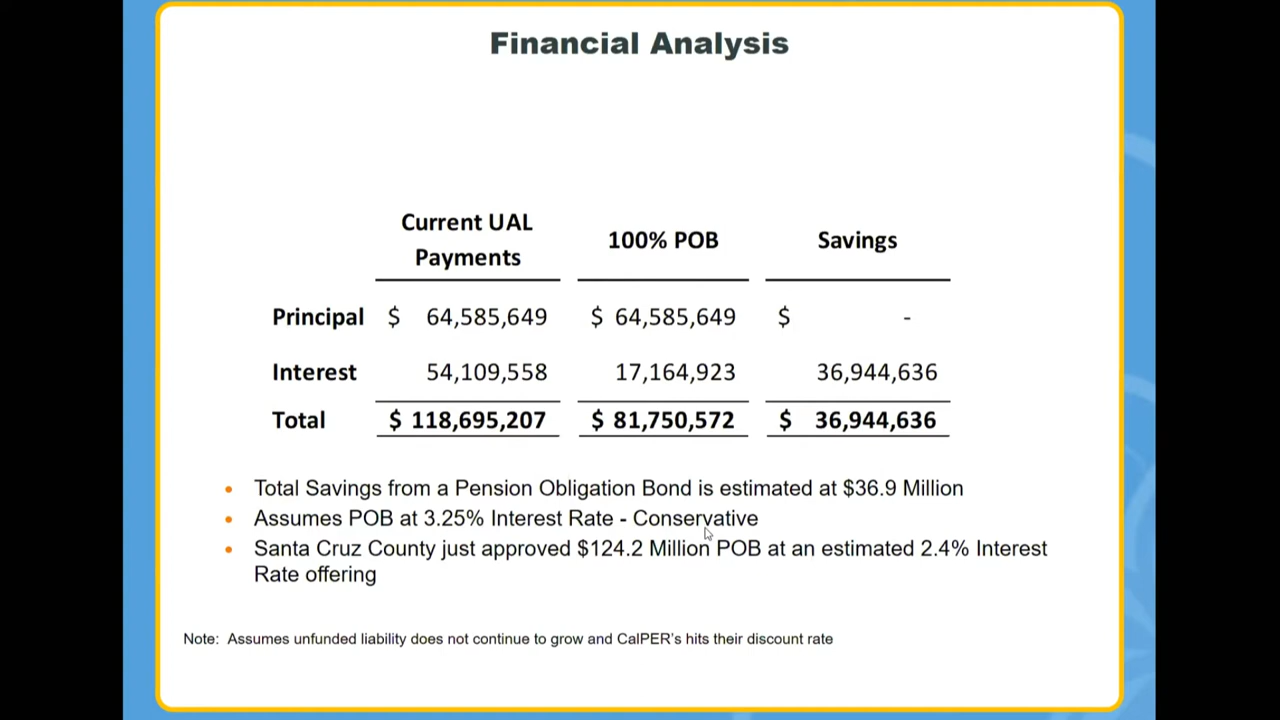 Financial Analysis
Current UAL
Payments
100% POB
Savings
Principal $ 64,585,649 $ 64,585,649 $ -
Interest 54,109,558 17,164,923 36,944,636
Total $ 118,695,207 $ 81,750,572 $ 36,944,636
• Total Savings from a Pension Obligation Bond is estimated at $36.9 Million
• Assumes POB at 3.25% Interest Rate - Conservative
• Santa Cruz County just approved $124.2 Million POB at an estimated 2.4% Interest
Rate offering
Note: Assumes unfunded liability does not continue to grow and CalPER's hits their discount rate